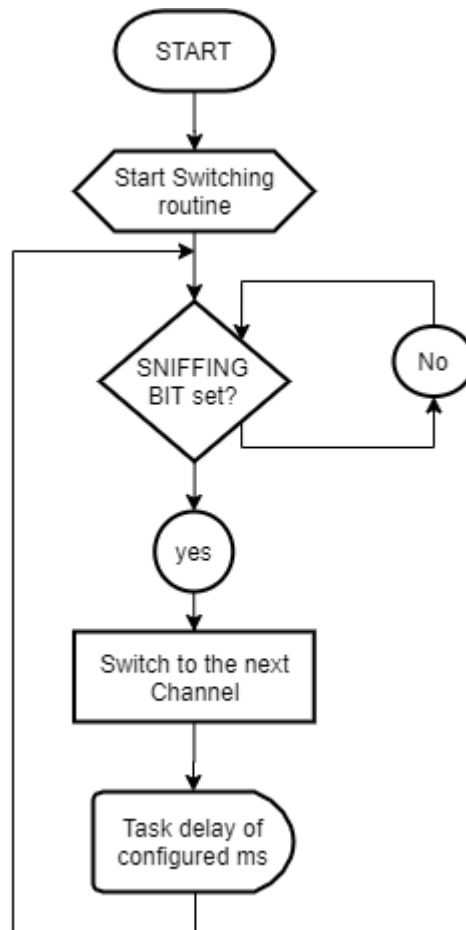 START
Start Switching
routine
SNIFFING
BIT set?
No
yes
Switch to the next
Channel
Task delay of
configured ms